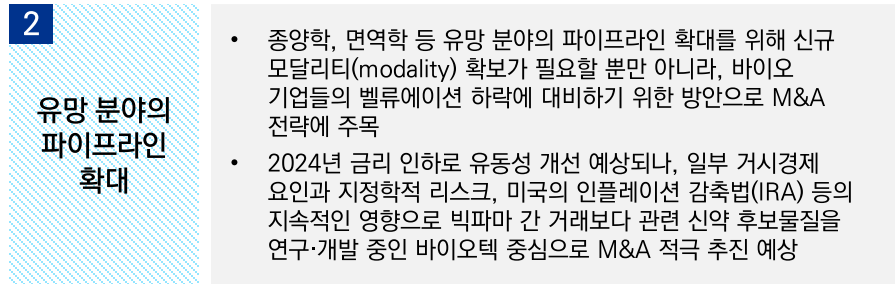 2
유망 분야의
파이프라인
확대
• 종양학, 면역학 등 유망 분야의 파이프라인 확대를 위해 신규
모달리티(modality) 확보가 필요할 뿐만 아니라, 바이오
기업들의 벨류에이션 하락에 대비하기 위한 방안으로 M&A
전략에 주목
• 2024년 금리 인하로 유동성 개선 예상되나, 일부 거시경제
요인과 지정학적 리스크, 미국의 인플레이션 감축법(IRA) 등의
지속적인 영향으로 빅파마 간 거래보다 관련 신약 후보물질을
연구·개발 중인 바이오텍 중심으로 M&A 적극 추진 예상